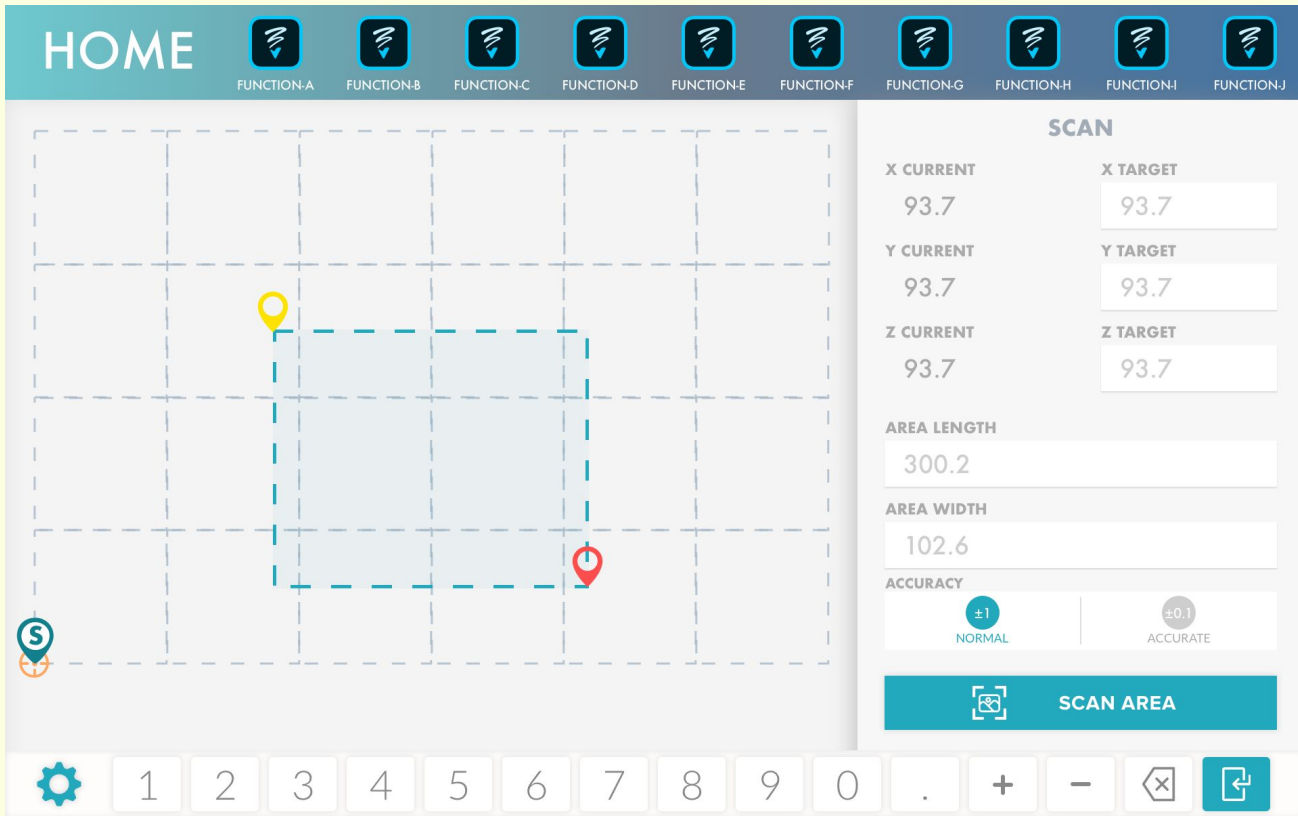 HOME
FUNCTION-A FUNCTION-B FUNCTION-C FUNCTION-D FUNCTION-E FUNCTION-F FUNCTION-G FUNCTION-H FUNCTION-I FUNCTION-J
SCAN
X CURRENT X TARGET
93.7 93.7
Y CURRENT Y TARGET
93.7 93.7
Z CURRENT Z TARGET
93.7 93.7
AREA LENGTH
300.2
AREA WIDTH
102.6
ACCURACY
±1 ±0.1
NORMAL ACCURATE
S
SCAN AREA
1 2 3 4 5 6 7 8 9 0 . + −